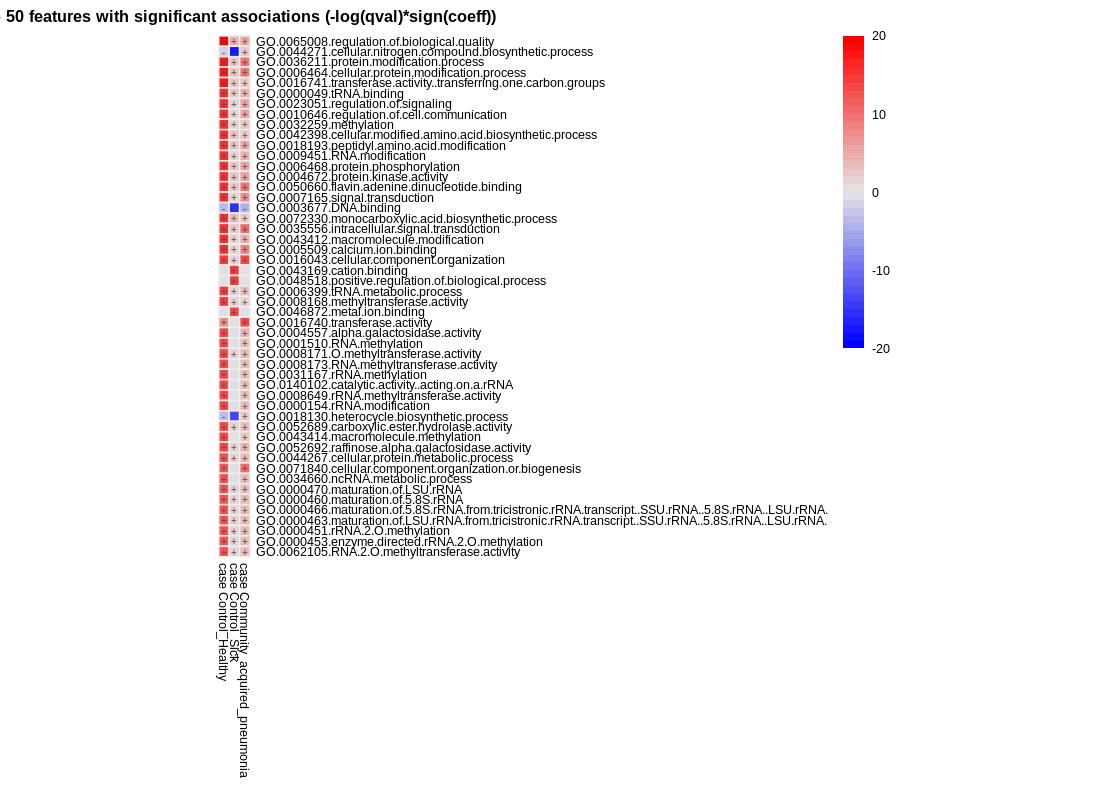 50 features with significant associations (-log(qval)*sign(coeff))
GO.0065008.regulation.of.biological.quality
GO.0044271.cellular.nitrogen.compound.biosynthetic.process
GO.0036211.protein.modification.process
GO.0006464.cellular.protein.modification.process
GO.0016741.transferase.activity..transferring.one.carbon.groups
GO.0000049.tRNA.binding
GO.0023051.regulation.of.signaling
GO.0010646.regulation.of.cell.communication
GO.0032259.methylation
GO.0042398.cellular.modified.amino.acid.biosynthetic.process
GO.0018193.peptidyl.amino.acid.modification
GO.0009451.RNA.modification
GO.0006468.protein.phosphorylation
GO.0004672.protein.kinase.activity
GO.0050660.flavin.adenine.dinucleotide.binding
GO.0007165.signal.transduction
GO.0003677.DNA.binding
GO.0072330.monocarboxylic.acid.biosynthetic.process
GO.0035556.intracellular.signal.transduction
GO.0043412.macromolecule.modification
GO.0005509.calcium.ion.binding
GO.0016043.cellular.component.organization
GO.0043169.cation.binding
GO.0048518.positive.regulation.of.biological.process
GO.0006399.tRNA.metabolic.process
GO.0008168.methyltransferase.activity
GO.0046872.metal.ion.binding
GO.0016740.transferase.activity
GO.0004557.alpha.galactosidase.activity
GO.0001510.RNA.methylation
GO.0008171.O.methyltransferase.activity
GO.0008173.RNA.methyltransferase.activity
GO.0031167.rRNA.methylation
GO.0140102.catalytic.activity..acting.on.a.rRNA
GO.0008649.rRNA.methyltransferase.activity
GO.0000154.rRNA.modification
GO.0018130.heterocycle.biosynthetic.process
GO.0052689.carboxylic.ester.hydrolase.activity
GO.0043414.macromolecule.methylation
GO.0052692.raffinose.alpha.galactosidase.activity
GO.0044267.cellular.protein.metabolic.process
GO.0071840.cellular.component.organization.or.biogenesis
GO.0034660.ncRNA.metabolic.process
GO.0000470.maturation.of.LSU.rRNA
GO.0000460.maturation.of.5.8S.rRNA
GO.0000466.maturation.of.5.8S.rRNA.from.tricistronic.rRNA.transcript..SSU.rRNA..5.8S.rRNA..LSU.rRNA.
GO.0000463.maturation.of.LSU.rRNA.from.tricistronic.rRNA.transcript..SSU.rRNA..5.8S.rRNA..LSU.rRNA.
GO.0000451.rRNA.2.O.methylation
GO.0000453.enzyme.directed.rRNA.2.O.methylation
GO.0062105.RNA.2.O.methyltransferase.activity
case Control_Healthy
case Control_Sick
case Community_acquired_pneumonia
20
10
0
-10
-20